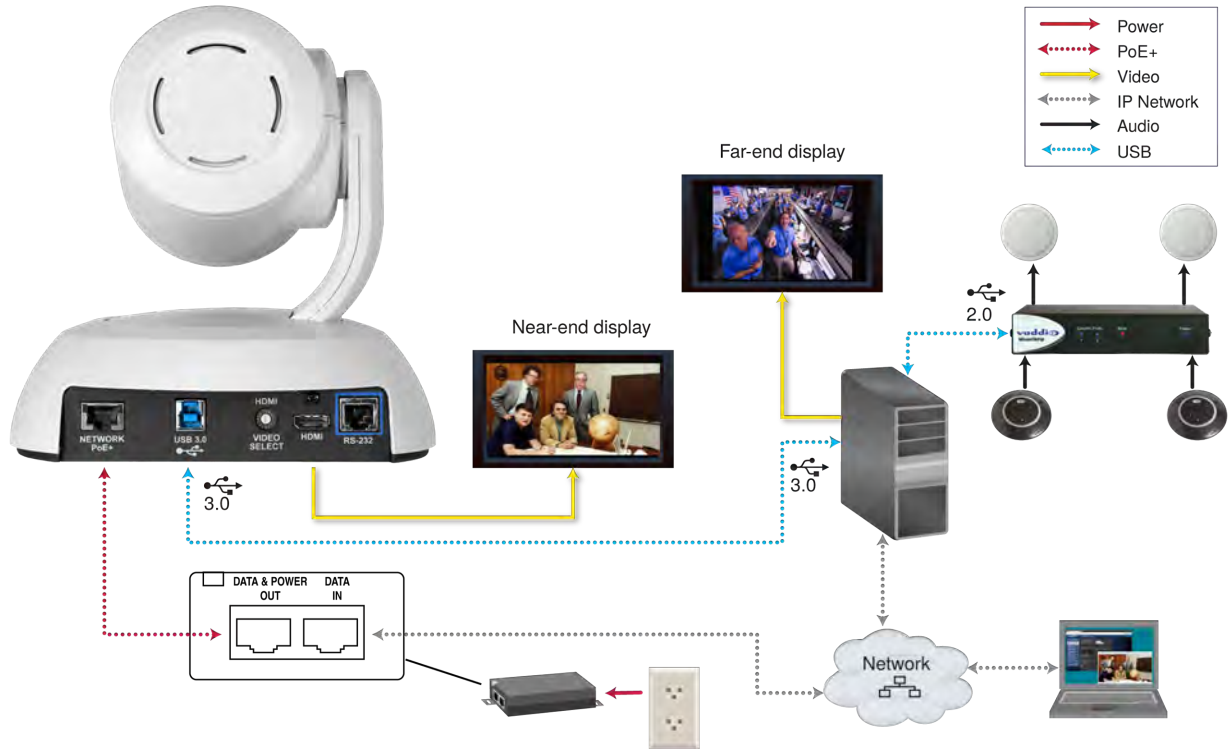 Power
PoE+
Video
IP Network
Audio
USB
Far-end display
Near-end display
2.0
vaddio
HDMI
NETWORK
PoE+
USB 3.0
VIDEO
SELECT
HDMI
RS-232
3.0
3.0
DATA & POWER
OUT
DATA
IN
Network